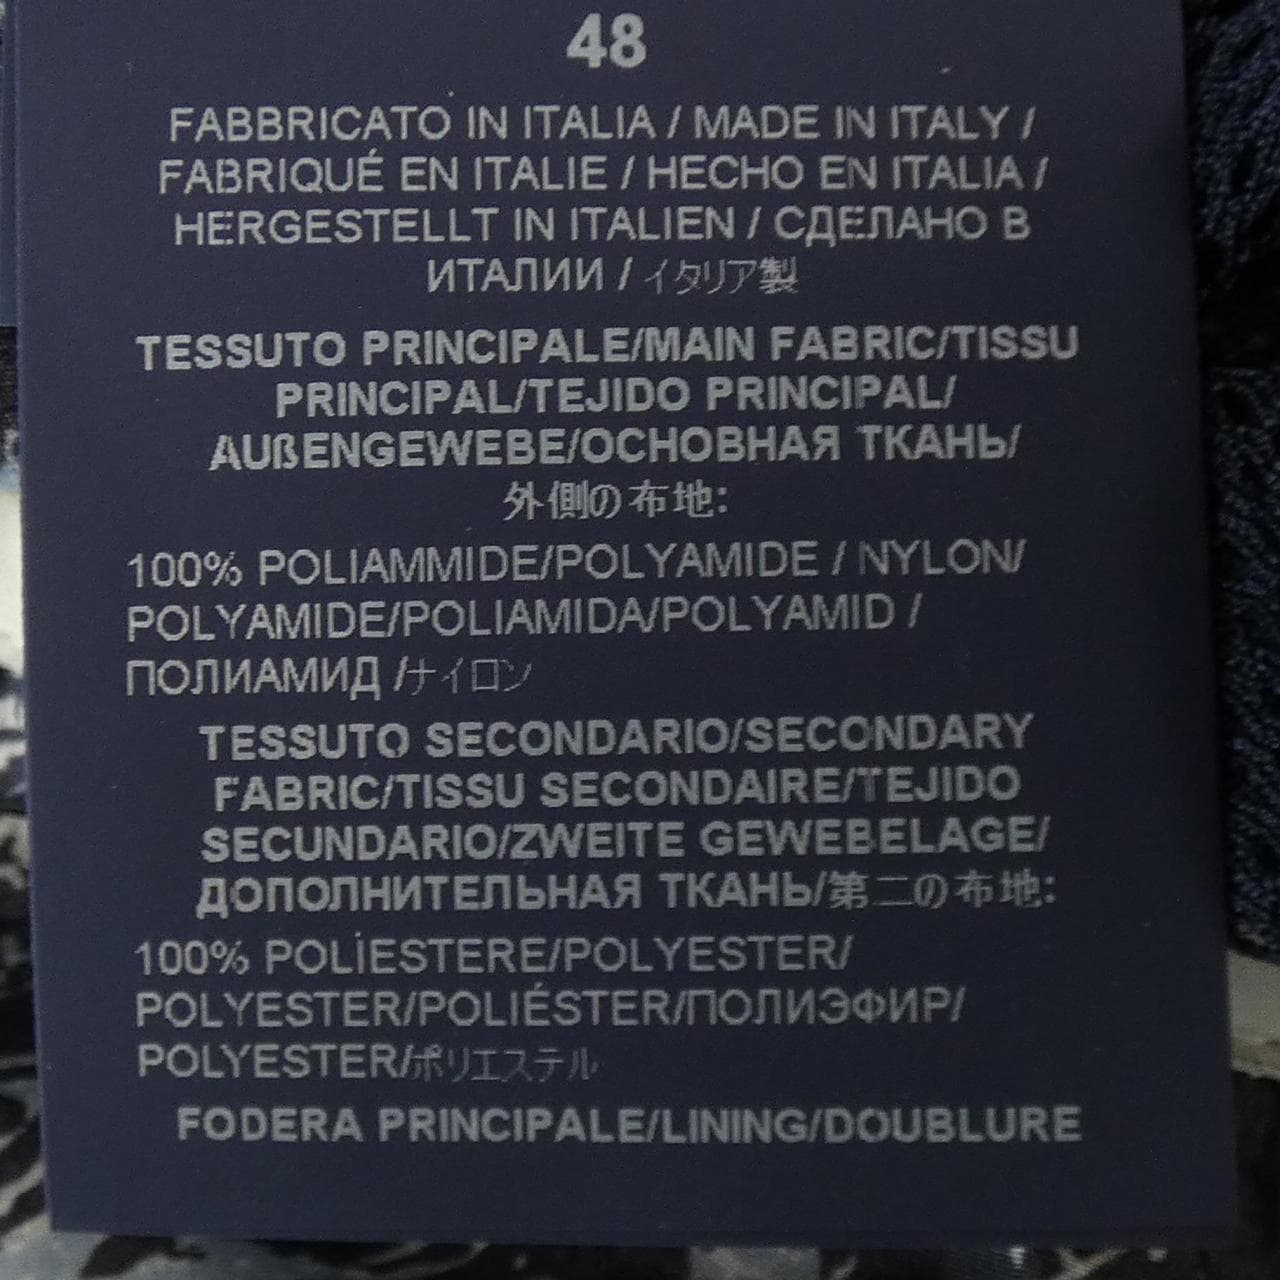 48
FABBRICATO IN ITALIA / MADE IN ITALY /
FABRIQUÉ EN ITALIE / HECHO EN ITALIA /
HERGESTELLT IN ITALIEN / СДЕЛАНО В
ИТАЛИИ / イタリア製
TESSUTO PRINCIPALE/MAIN FABRIC/TISSU
PRINCIPAL/TEJIDO PRINCIPAL/
AUßENGEWEBE/ОСНОВНАЯ ТКАНЬ/
外側の布地:
100% POLIAMMIDE/POLYAMIDE / NYLON/
POLYAMIDE/POLIAMIDA/POLYAMID /
ПОЛИАМИД /ナイロン
TESSUTO SECONDARIO/SECONDARY
FABRIC/TISSU SECONDAIRE/TEJIDO
SECUNDARIO/ZWEITE GEWEBELAGE/
ДОПОЛНИТЕЛЬНАЯ ТКАНЬ/第二の布地:
100% POLİESTERE/POLYESTER/
POLYESTER/POLIÉSTER/ПОЛИЭФИР/
POLYESTER/ポリエステル
FODERA PRINCIPALE/LINING/DOUBLURE